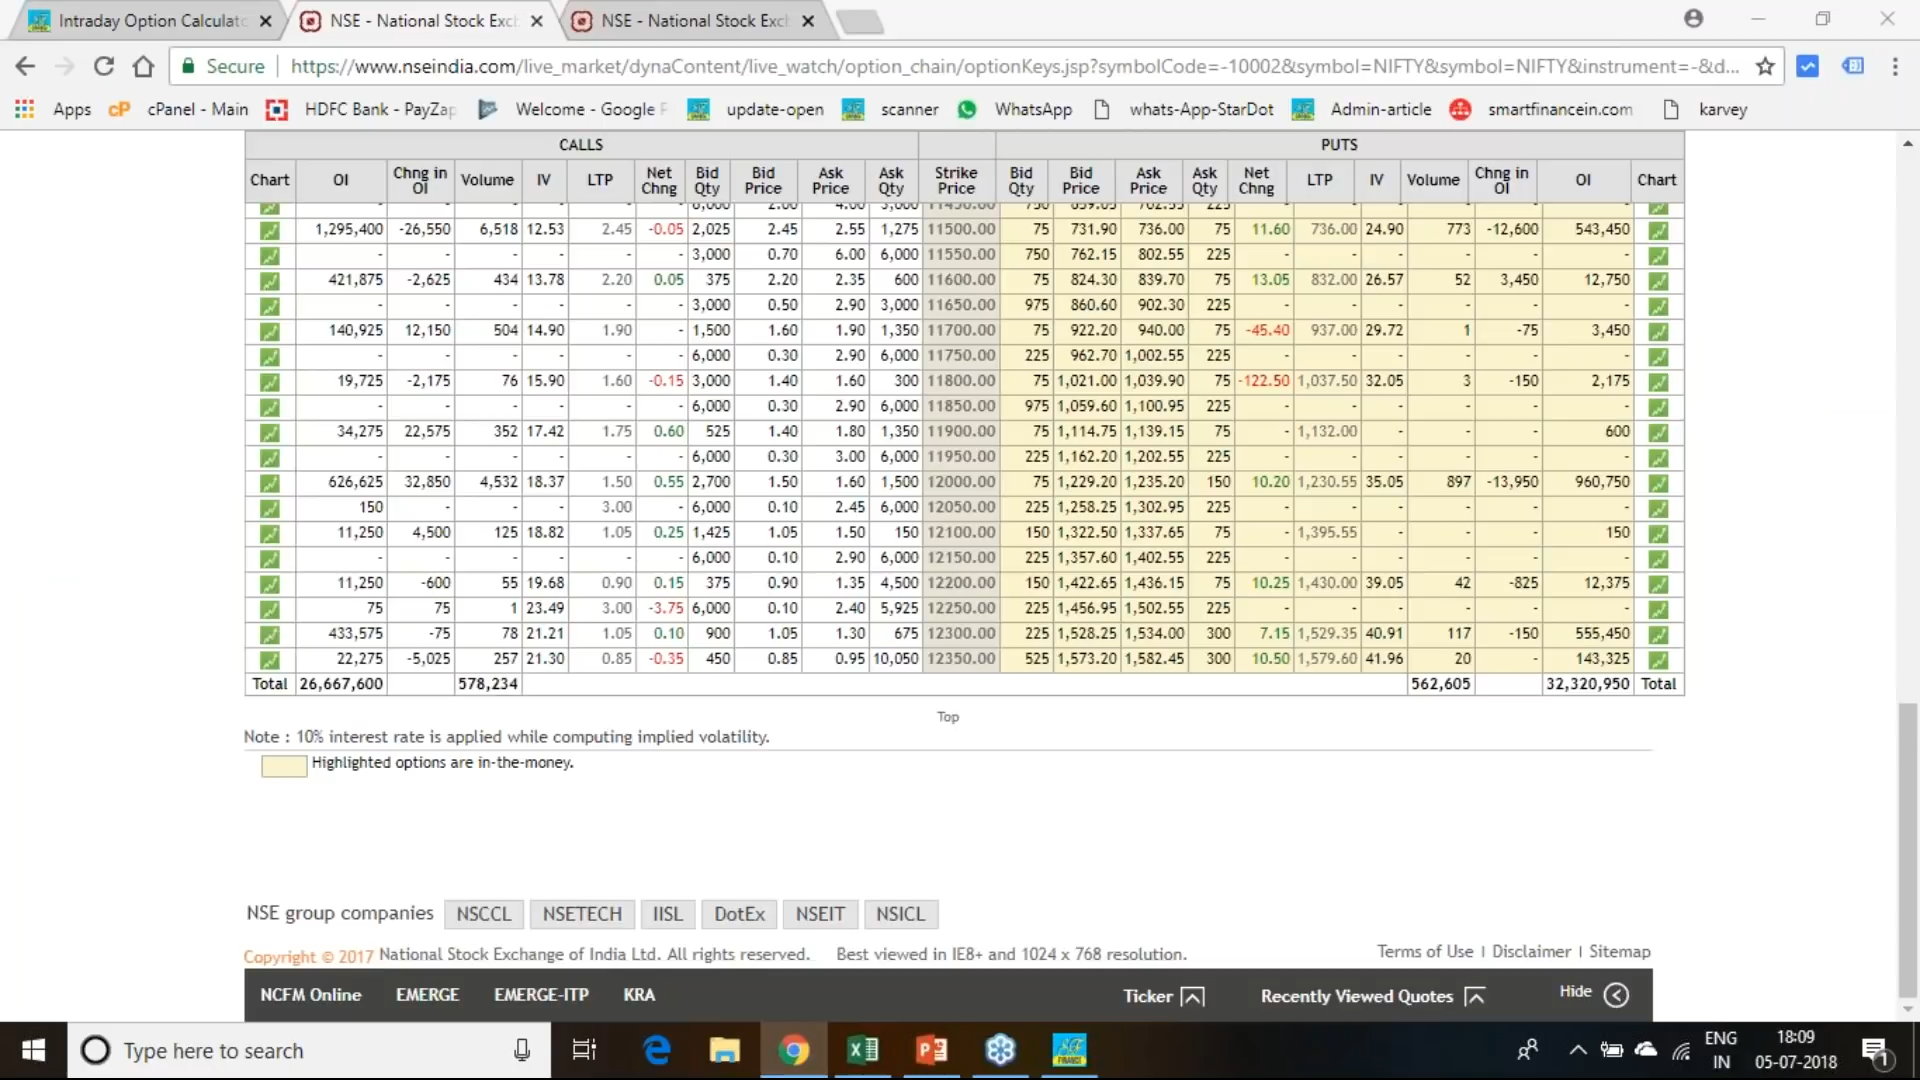 Intraday Option Calculato
NSE - National Stock Exc
NSE - National Stock Exch
Secure https://www.nseindia.com/live_market/dynaContent/live_watch/option_chain/optionKeys.jsp?symbolCode=-10002&symbol=NIFTY&symbol=NIFTY&instrument=-&d...
Apps cPanel - Main HDFC Bank - PayZap Welcome - Google update-open scanner WhatsApp whats-App-StarDot Admin-article smartfinancein.com karvey
CALLS PUTS
Chart OI Chng in OI Volume IV LTP Net Chng Bid Qty Bid Price Ask Price Ask Qty Strike Price Bid Qty Bid Price Ask Price Ask Qty Net Chng LTP IV Volume Chng in OI OI Chart
1,295,400 -26,550 6,518 12.53 2.45 -0.05 2,025 2.45 2.55 1,275 11500.00 75 731.90 736.00 75 11.60 736.00 24.90 773 -12,600 543,450
- - - - - - 3,000 0.70 6.00 6,000 11550.00 750 762.15 802.55 225 - - - - - -
421,875 -2,625 434 13.78 2.20 0.05 375 2.20 2.35 600 11600.00 75 824.30 839.70 75 13.05 832.00 26.57 52 3,450 12,750
- - - - - - 3,000 0.50 2.90 3,000 11650.00 975 860.60 902.30 225 - - - - - -
140,925 12,150 504 14.90 1.90 - 1,500 1.60 1.90 1,350 11700.00 75 922.20 940.00 75 -45.40 937.00 29.72 1 -75 3,450
- - - - - - 6,000 0.30 2.90 6,000 11750.00 225 962.70 1,002.55 225 - - - - - -
19,725 -2,175 76 15.90 1.60 -0.15 3,000 1.40 1.60 300 11800.00 75 1,021.00 1,039.90 75 -122.50 1,037.50 32.05 3 -150 2,175
- - - - - - 6,000 0.30 2.90 6,000 11850.00 975 1,059.60 1,100.95 225 - - - - - -
34,275 22,575 352 17.42 1.75 0.60 525 1.40 1.80 1,350 11900.00 75 1,114.75 1,139.15 75 - 1,132.00 - - - 600
- - - - - - 6,000 0.30 3.00 6,000 11950.00 225 1,162.20 1,202.55 225 - - - - - -
626,625 32,850 4,532 18.37 1.50 0.55 2,700 1.50 1.60 1,500 12000.00 75 1,229.20 1,235.20 150 10.20 1,230.55 35.05 897 -13,950 960,750
150 - - - 3.00 - 6,000 0.10 2.45 6,000 12050.00 225 1,258.25 1,302.95 225 - - - - - -
11,250 4,500 125 18.82 1.05 0.25 1,425 1.05 1.50 150 12100.00 150 1,322.50 1,337.65 75 - 1,395.55 - - - 150
- - - - - - 6,000 0.10 2.90 6,000 12150.00 225 1,357.60 1,402.55 225 - - - - - -
11,250 -600 55 19.68 0.90 0.15 375 0.90 1.35 4,500 12200.00 150 1,422.65 1,436.15 75 10.25 1,430.00 39.05 42 -825 12,375
75 75 1 23.49 3.00 -3.75 6,000 0.10 2.40 5,925 12250.00 225 1,456.95 1,502.55 225 - - - - - -
433,575 -75 78 21.21 1.05 0.10 900 1.05 1.30 675 12300.00 225 1,528.25 1,534.00 300 7.15 1,529.35 40.91 117 -150 555,450
22,275 -5,025 257 21.30 0.85 -0.35 450 0.85 0.95 10,050 12350.00 525 1,573.20 1,582.45 300 10.50 1,579.60 41.96 20 - 143,325
Total 26,667,600 578,234 562,605 32,320,950 Total
Top
Note : 10% interest rate is applied while computing implied volatility.
Highlighted options are in-the-money.
NSE group companies NSCCL NSETECH IISL DotEx NSEIT NSICL
Copyright © 2017 National Stock Exchange of India Ltd. All rights reserved. Best viewed in IE8+ and 1024 x 768 resolution. Terms of Use | Disclaimer | Sitemap
NCFM Online EMERGE EMERGE-ITP KRA Ticker Recently Viewed Quotes Hide
Type here to search
ENG
IN
18:09
05-07-2018
1